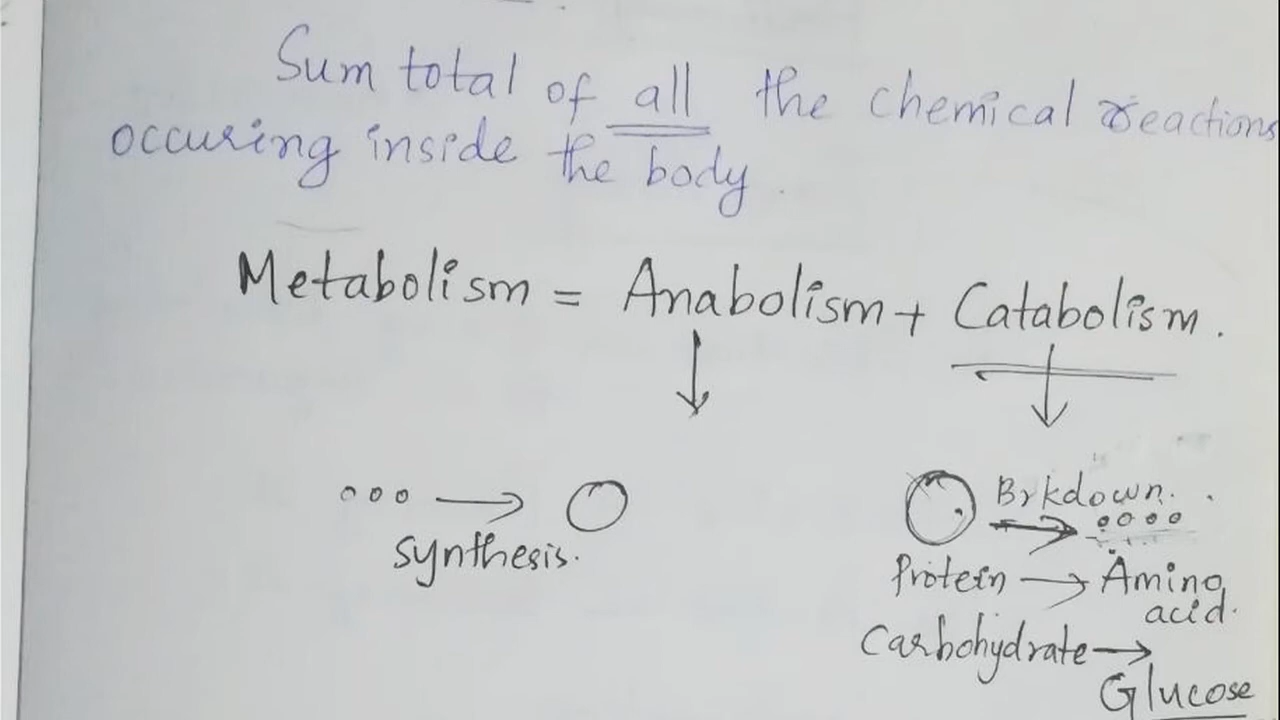 Sum total of all the chemical reactions
occuring inside the body.
Metabolism = Anabolism + Catabolism.
Brkdown.
synthesis.
Protein → Amino
acid.
Carbohydrate →
Glucose